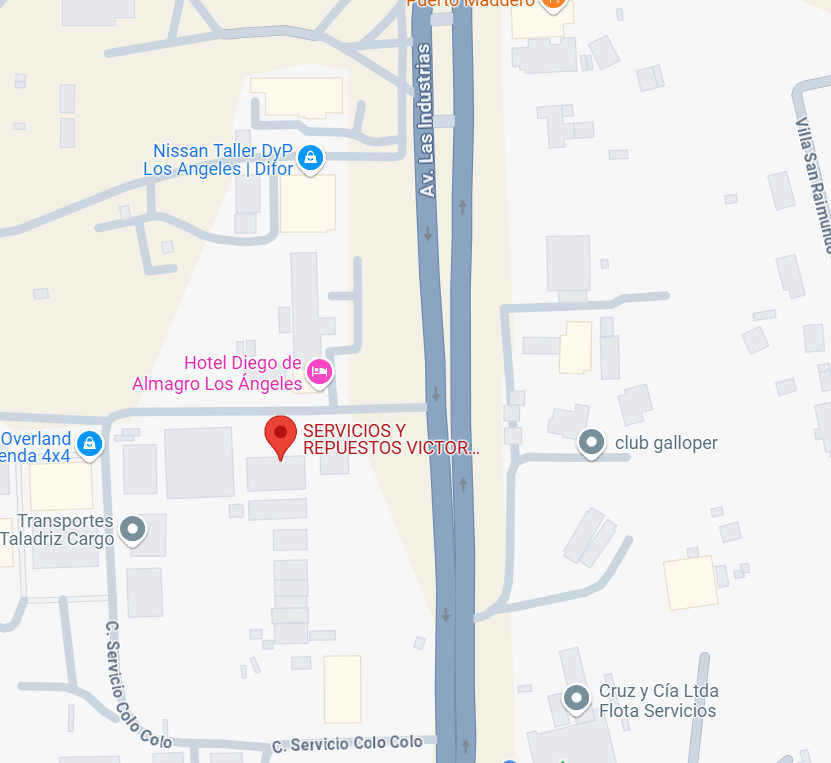 Puerto Maddero
Av. Las Industrias
Villa San Raimundo
Nissan Taller DyP
Los Angeles | Difor
Hotel Diego de
Almagro Los Ángeles
SERVICIOS Y
REPUESTOS VICTOR...
Overland
enda 4x4
club galloper
Transportes
Taladriz Cargo
C. Servicio Colo Colo
Cruz y Cía Ltda
Flota Servicios
C. Servicio Colo Colo